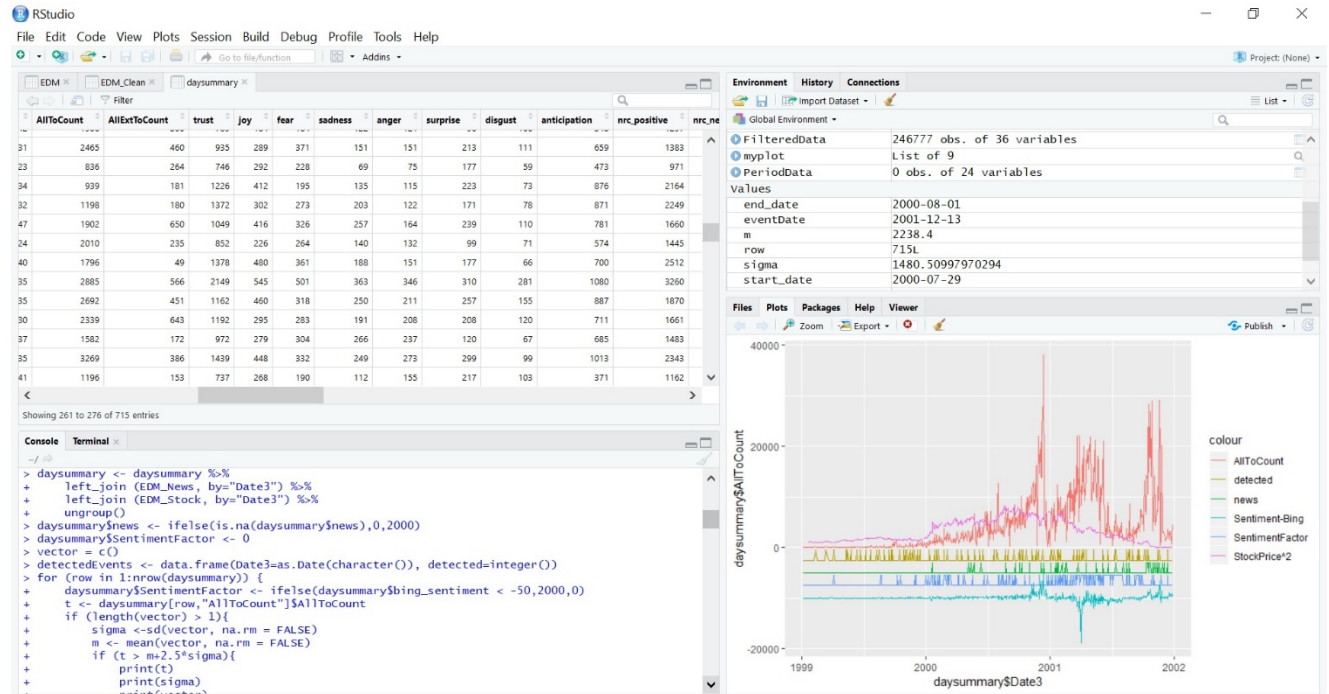 RStudio
File Edit Code View Plots Session Build Debug Profile Tools Help
Go to file/function Addins
Project: (None)
EDM EDM_Clean daysummary
Filter
AllToCount AllExtToCount trust joy fear sadness anger surprise disgust anticipation nrc_positive nrc_ne
31 2465 460 935 289 371 151 151 213 111 659 1383
23 836 264 746 292 228 69 75 177 59 473 971
34 939 181 1226 412 195 135 115 223 73 876 2164
32 1198 180 1372 302 273 203 122 171 78 871 2249
47 1902 650 1049 416 326 257 164 239 110 781 1660
24 2010 235 852 226 264 140 132 99 71 574 1445
40 1796 49 1378 480 361 188 151 177 66 700 2512
35 2885 566 2149 545 501 363 346 310 281 1080 3260
35 2692 451 1162 460 318 250 211 257 155 887 1870
30 2339 643 1192 295 283 191 208 208 120 711 1661
37 1582 172 972 279 304 266 237 120 67 685 1483
35 3269 386 1439 448 332 249 273 299 99 1013 2343
41 1196 153 737 268 190 112 155 217 103 371 1162
Showing 261 to 276 of 715 entries
Console Terminal
~/
> daysummary <- daysummary %>%
+ left_join (EDM_News, by="Date3") %>%
+ left_join (EDM_Stock, by="Date3") %>%
+ ungroup()
> daysummary$news <- ifelse(is.na(daysummary$news),0,2000)
> daysummary$SentimentFactor <- 0
> vector = c()
> detectedEvents <- data.frame(Date3=as.Date(character()), detected=integer())
> for (row in 1:nrow(daysummary)) {
+ daysummary$SentimentFactor <- ifelse(daysummary$bing_sentiment < -50,2000,0)
+ t <- daysummary[row,"AllToCount"]$AllToCount
+ if (length(vector) > 1){
+ sigma <-sd(vector, na.rm = FALSE)
+ m <- mean(vector, na.rm = FALSE)
+ if (t > m+2.5*sigma){
+ print(t)
+ print(sigma)
Environment History Connections
Import Dataset List
Global Environment
FilteredData 246777 obs. of 36 variables
myplot List of 9
PeriodData 0 obs. of 24 variables
Values
end_date 2000-08-01
eventDate 2001-12-13
m 2238.4
row 715L
sigma 1480.50997970294
start_date 2000-07-29
Files Plots Packages Help Viewer
Zoom Export Publish
40000
20000
0
-20000
daysummary$AllToCount
1999 2000 2001 2002
daysummary$Date3
colour
AllToCount
detected
news
Sentiment-Bing
SentimentFactor
StockPrice^2